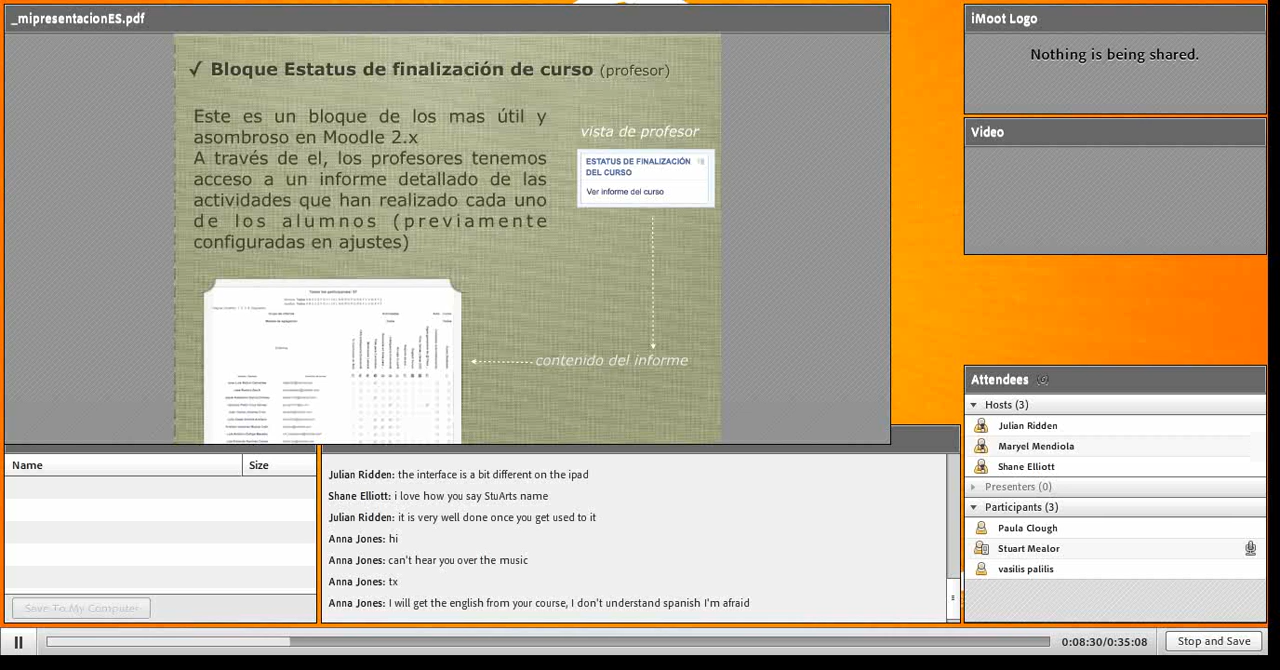 _mipresentacionES.pdf
✓ Bloque Estatus de finalización de curso (profesor)
Este es un bloque de los mas útil y
asombroso en Moodle 2.x
A través de el, los profesores tenemos
acceso a un informe detallado de las
actividades que han realizado cada uno
de los alumnos (previamente
configuradas en ajustes)
vista de profesor
ESTATUS DE FINALIZACIÓN
DEL CURSO
Ver informe del curso
contenido del informe
iMoot Logo
Nothing is being shared.
Video
Attendees
Hosts (3)
Julian Ridden
Maryel Mendiola
Shane Elliott
Presenters (0)
Participants (3)
Paula Clough
Stuart Mealor
vasilis palilis
Name Size
Save To My Computer
Julian Ridden: the interface is a bit different on the ipad
Shane Elliott: i love how you say StuArts name
Julian Ridden: it is very well done once you get used to it
Anna Jones: hi
Anna Jones: can't hear you over the music
Anna Jones: tx
Anna Jones: I will get the english from your course, I don't understand spanish I'm afraid
0:08:30/0:35:08
Stop and Save